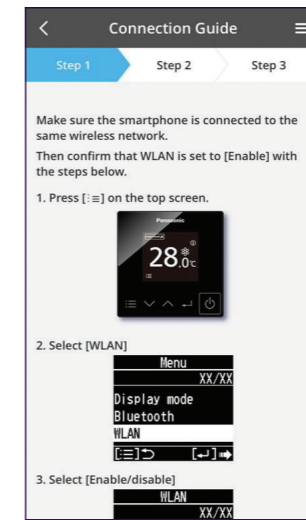 Connection Guide
Step 1 Step 2 Step 3
Make sure the smartphone is connected to the
same wireless network.
Then confirm that WLAN is set to [Enable] with
the steps below.
1. Press [⁝≡] on the top screen.
Panasonic
28.0°C
2. Select [WLAN]
Menu
XX/XX
Display mode
Bluetooth
WLAN
[⁝≡]⮌ [↵]➡
3. Select [Enable/disable]
WLAN
XX/XX